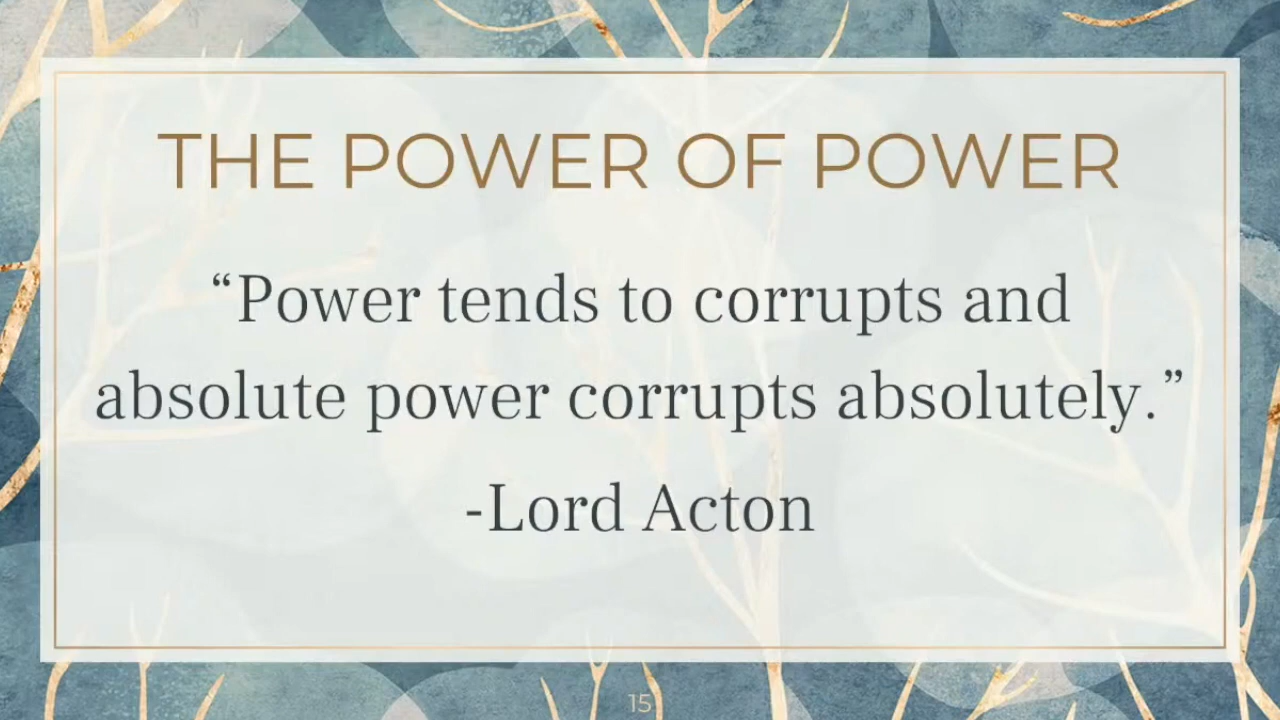 THE POWER OF POWER
“Power tends to corrupts and
absolute power corrupts absolutely.”
-Lord Acton
15